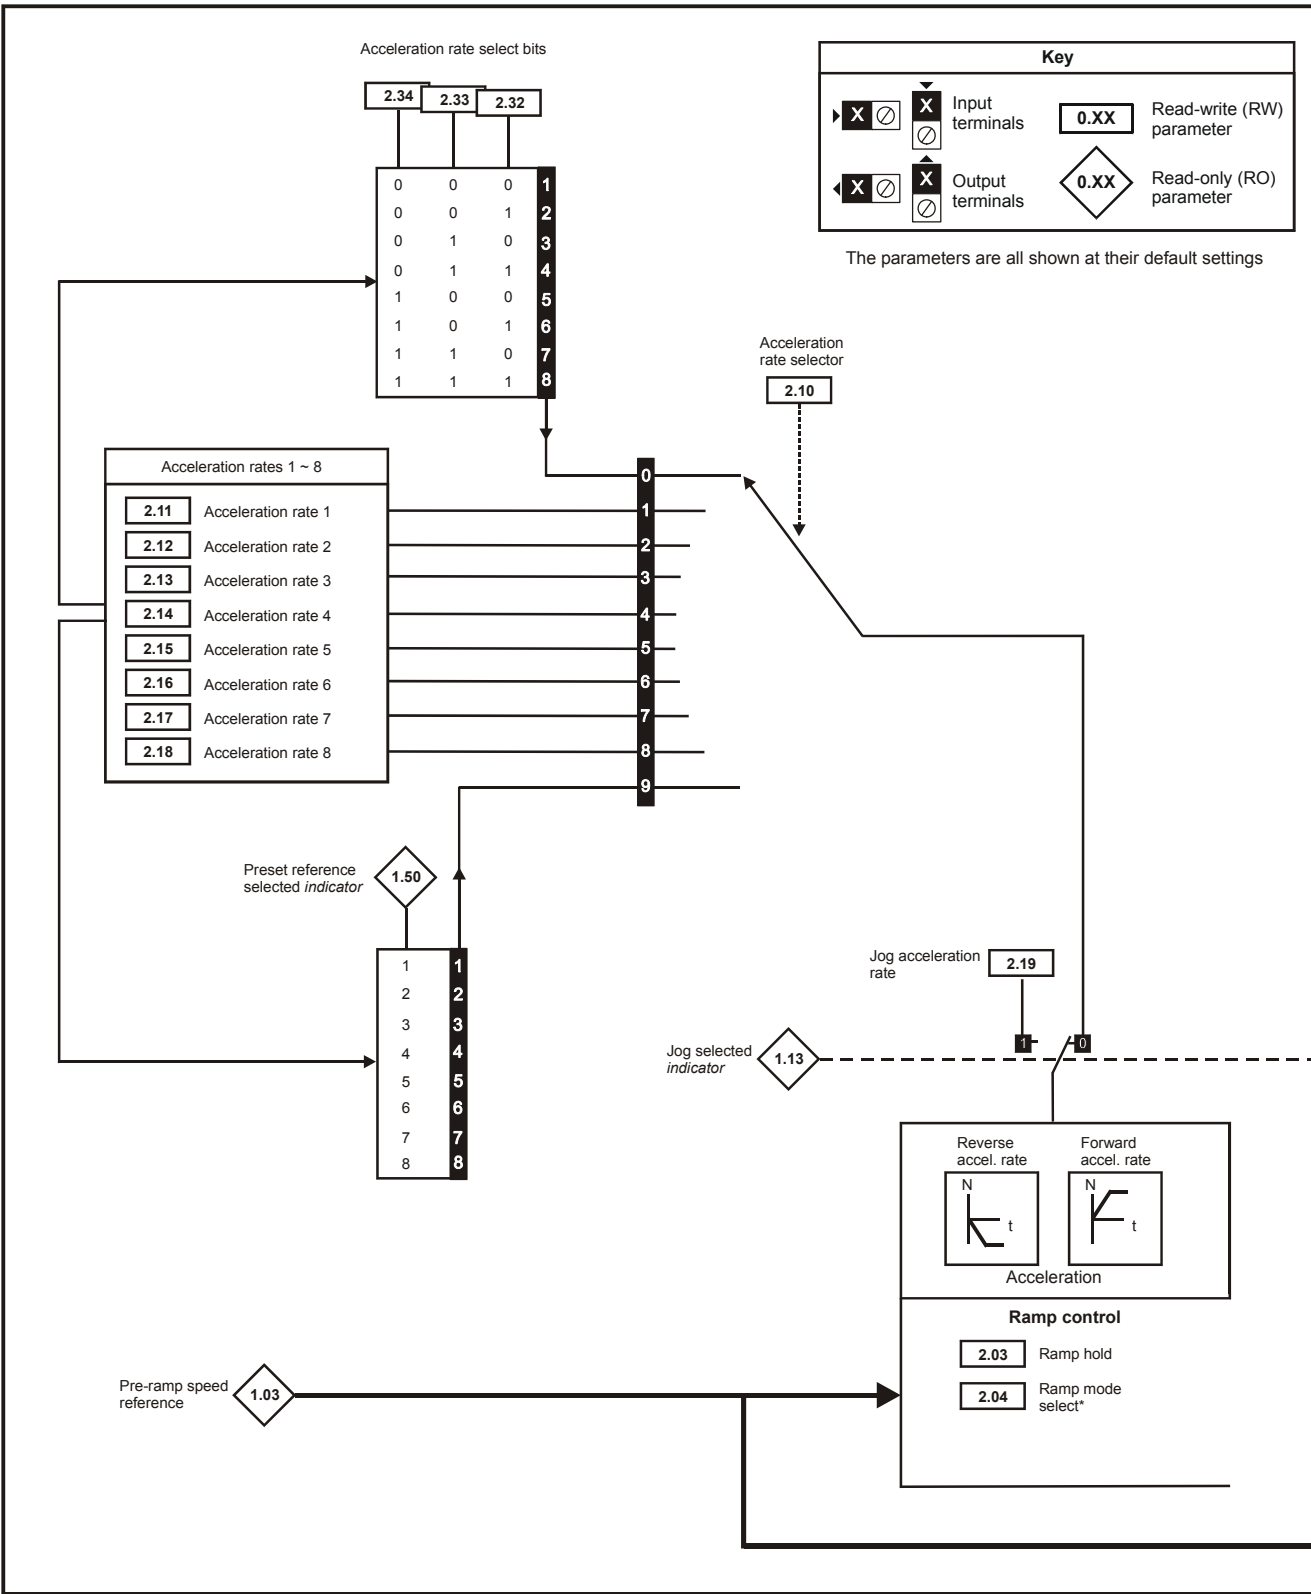 Acceleration rate select bits
2.34 2.33 2.32
0 0 0 1
0 0 1 2
0 1 0 3
0 1 1 4
1 0 0 5
1 0 1 6
1 1 0 7
1 1 1 8
Key
X
X
Input
terminals
0.XX
Read-write (RW)
parameter
X
X
Output
terminals
0.XX
Read-only (RO)
parameter
The parameters are all shown at their default settings
Acceleration
rate selector
2.10
Acceleration rates 1 ~ 8
2.11 Acceleration rate 1
2.12 Acceleration rate 2
2.13 Acceleration rate 3
2.14 Acceleration rate 4
2.15 Acceleration rate 5
2.16 Acceleration rate 6
2.17 Acceleration rate 7
2.18 Acceleration rate 8
0
1
2
3
4
5
6
7
8
9
Preset reference
selected indicator
1.50
1 1
2 2
3 3
4 4
5 5
6 6
7 7
8 8
Jog acceleration
rate
2.19
1 0
Jog selected
indicator
1.13
Reverse
accel. rate
N
t
Forward
accel. rate
N
t
Acceleration
Ramp control
2.03 Ramp hold
2.04 Ramp mode
select*
Pre-ramp speed
reference
1.03